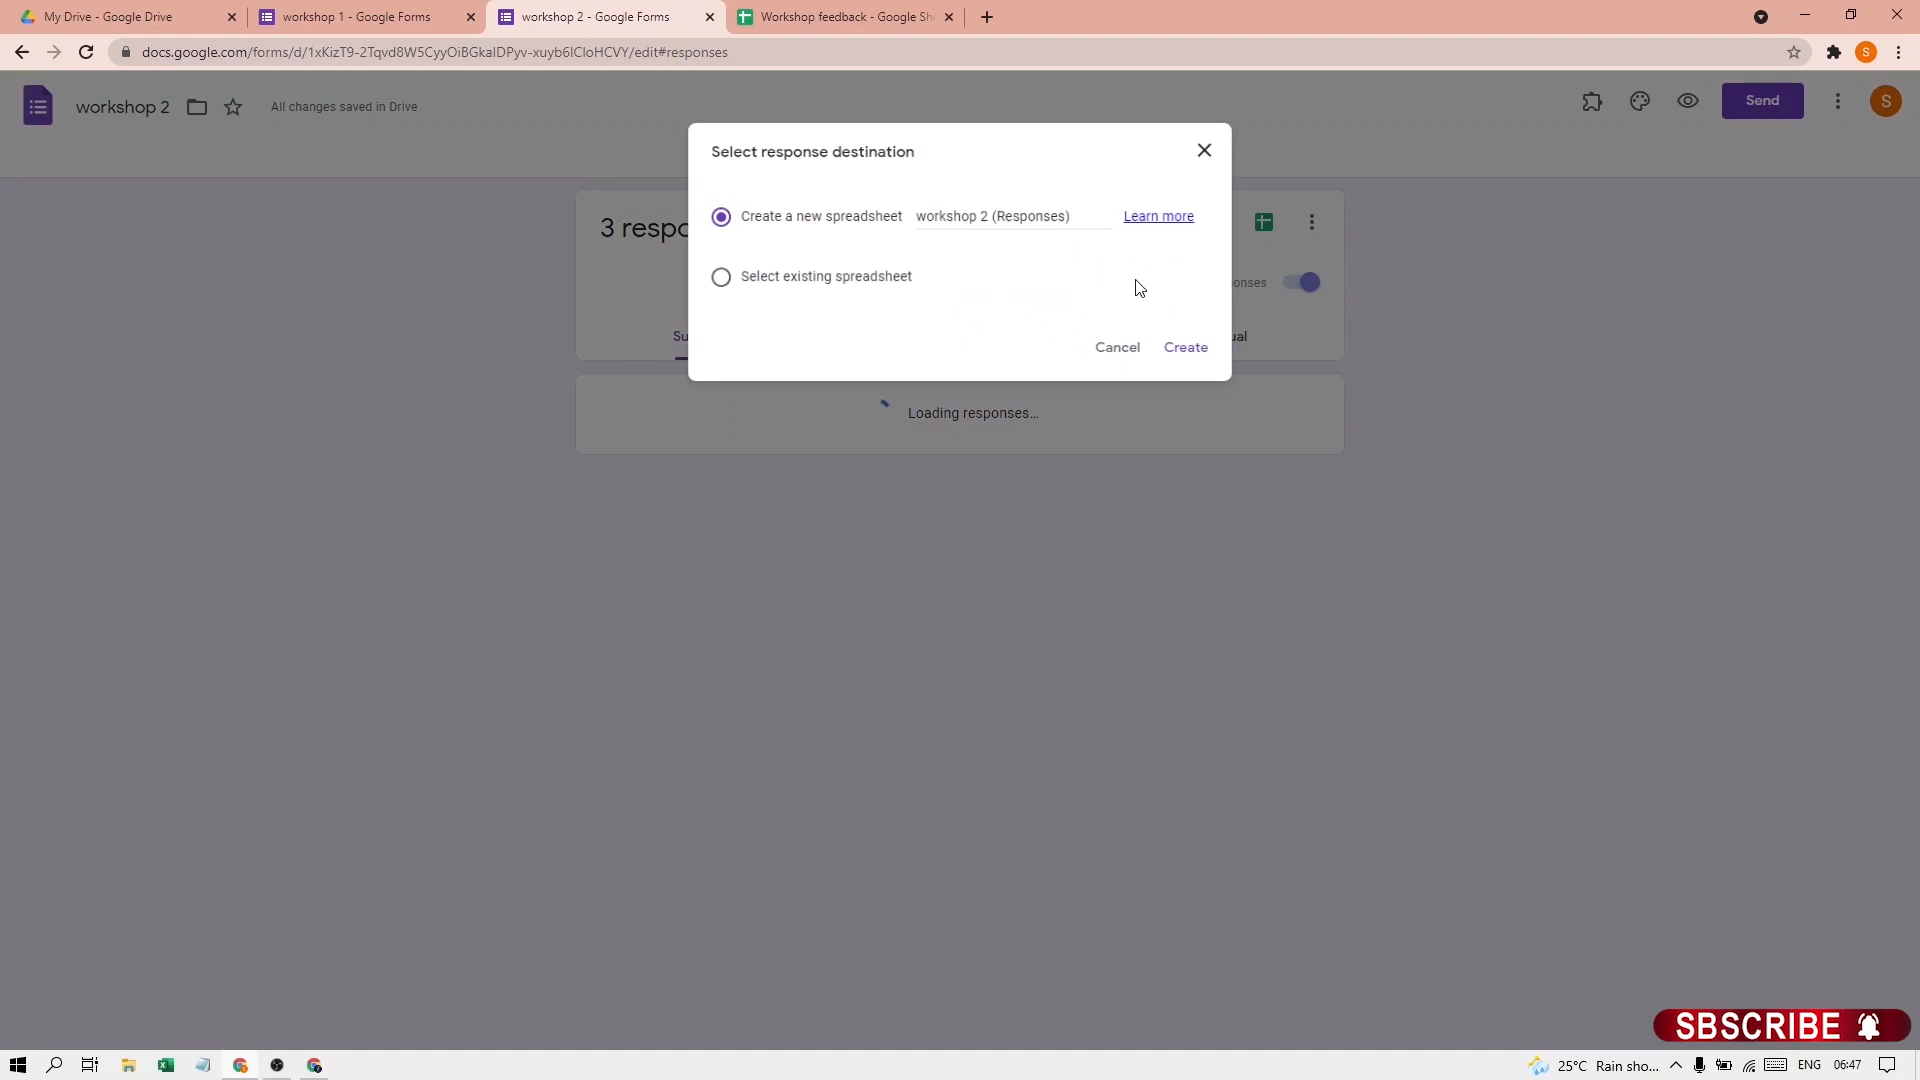 My Drive - Google Drive
workshop 1 - Google Forms
workshop 2 - Google Forms
Workshop feedback - Google She
docs.google.com/forms/d/1xKizT9-2Tqvd8W5CyyOiBGkaIDPyv-xuyb6lCIoHCVY/edit#responses
S
workshop 2
All changes saved in Drive
Send
S
Select response destination
Create a new spreadsheet
workshop 2 (Responses)
Learn more
3 respo
Select existing spreadsheet
onses
Su
ual
Cancel
Create
Loading responses…
SBSCRIBE
25°C Rain sho...
ENG
06:47